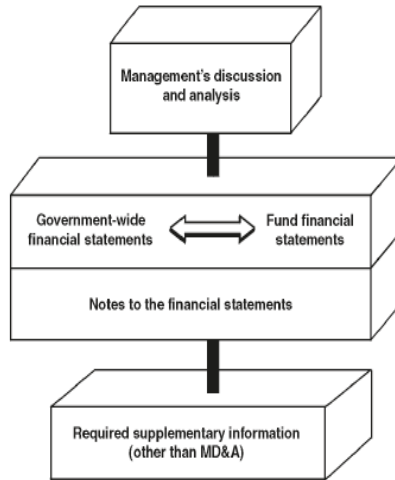 Management's discussion
and analysis
Government-wide
financial statements
Fund financial
statements
Notes to the financial statements
Required supplementary information
(other than MD&A)